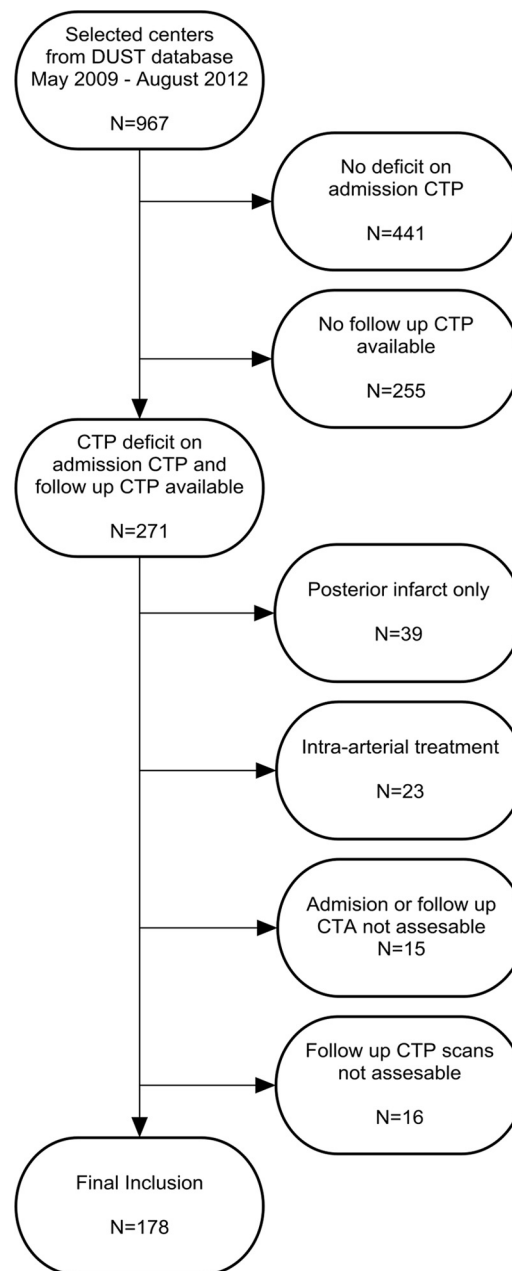 Selected centers
from DUST database
May 2009 - August 2012
N=967
No deficit on
admission CTP
N=441
No follow up CTP
available
N=255
CTP deficit on
admission CTP and
follow up CTP available
N=271
Posterior infarct only
N=39
Intra-arterial treatment
N=23
Admision or follow up
CTA not assesable
N=15
Follow up CTP scans
not assesable
N=16
Final Inclusion
N=178